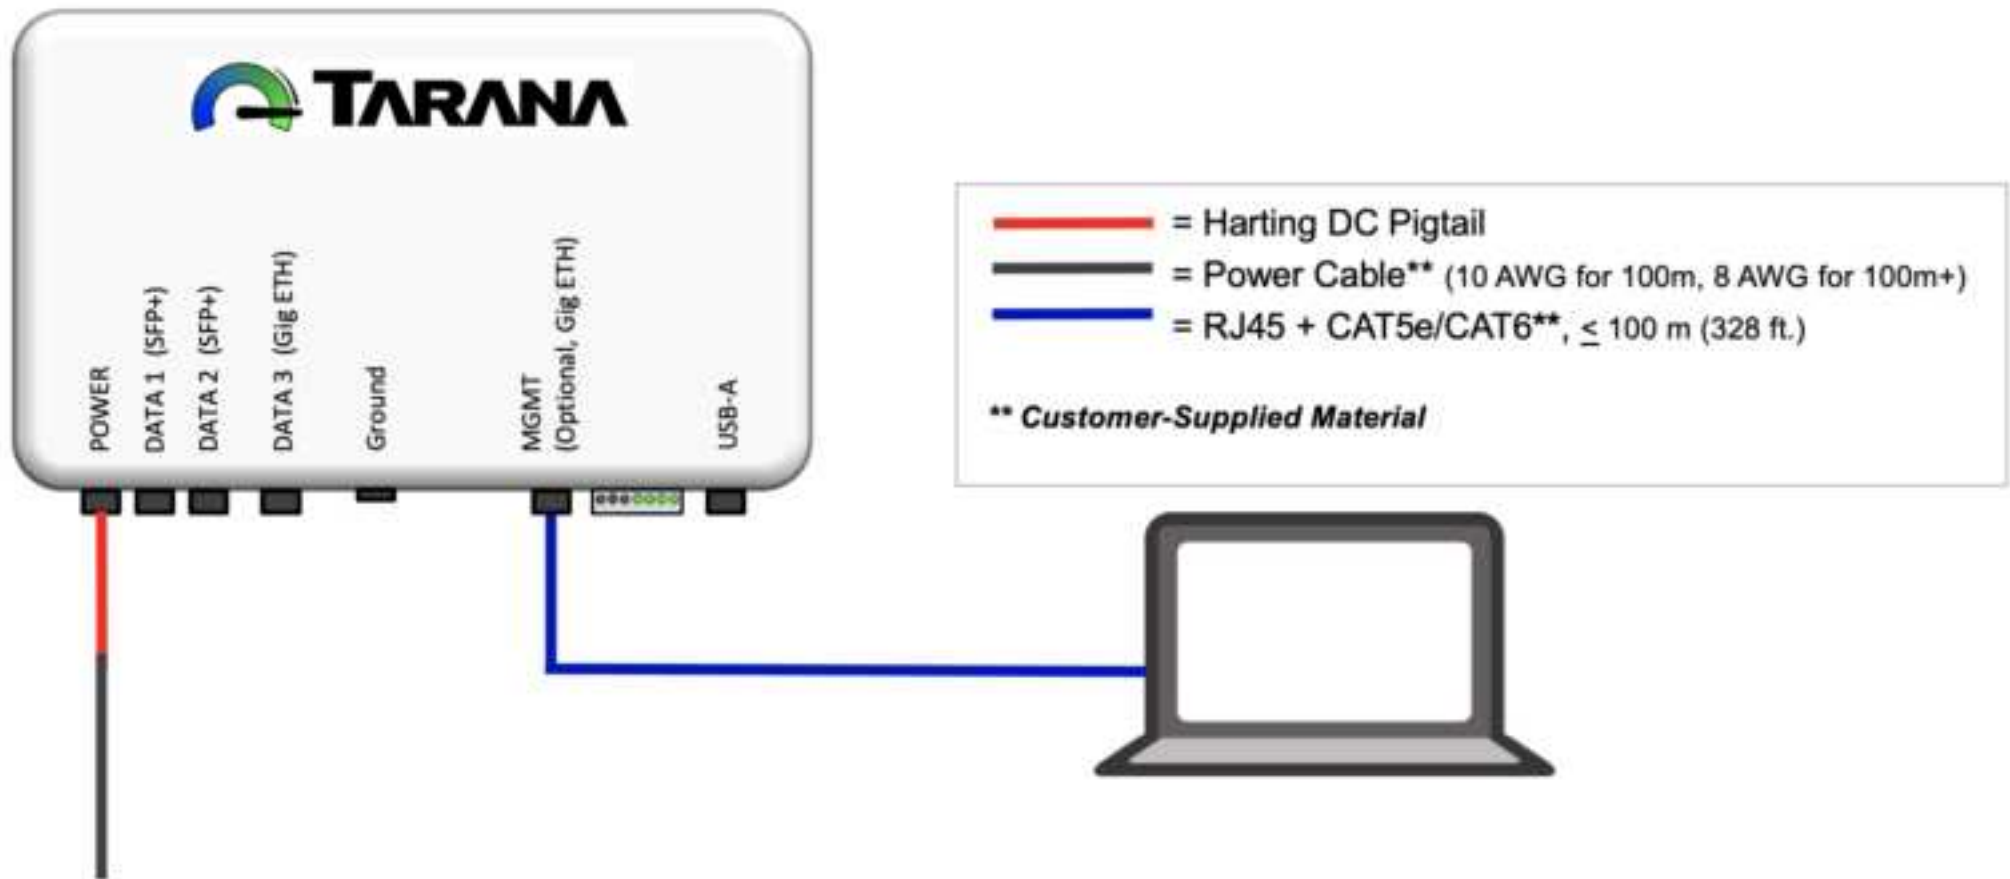 TARANA
POWER
DATA 1 (SFP+)
DATA 2 (SFP+)
DATA 3 (Gig ETH)
Ground
MGMT
(Optional, Gig ETH)
USB-A
= Harting DC Pigtail
= Power Cable** (10 AWG for 100m, 8 AWG for 100m+)
= RJ45 + CAT5e/CAT6**, ≤ 100 m (328 ft.)
** Customer-Supplied Material